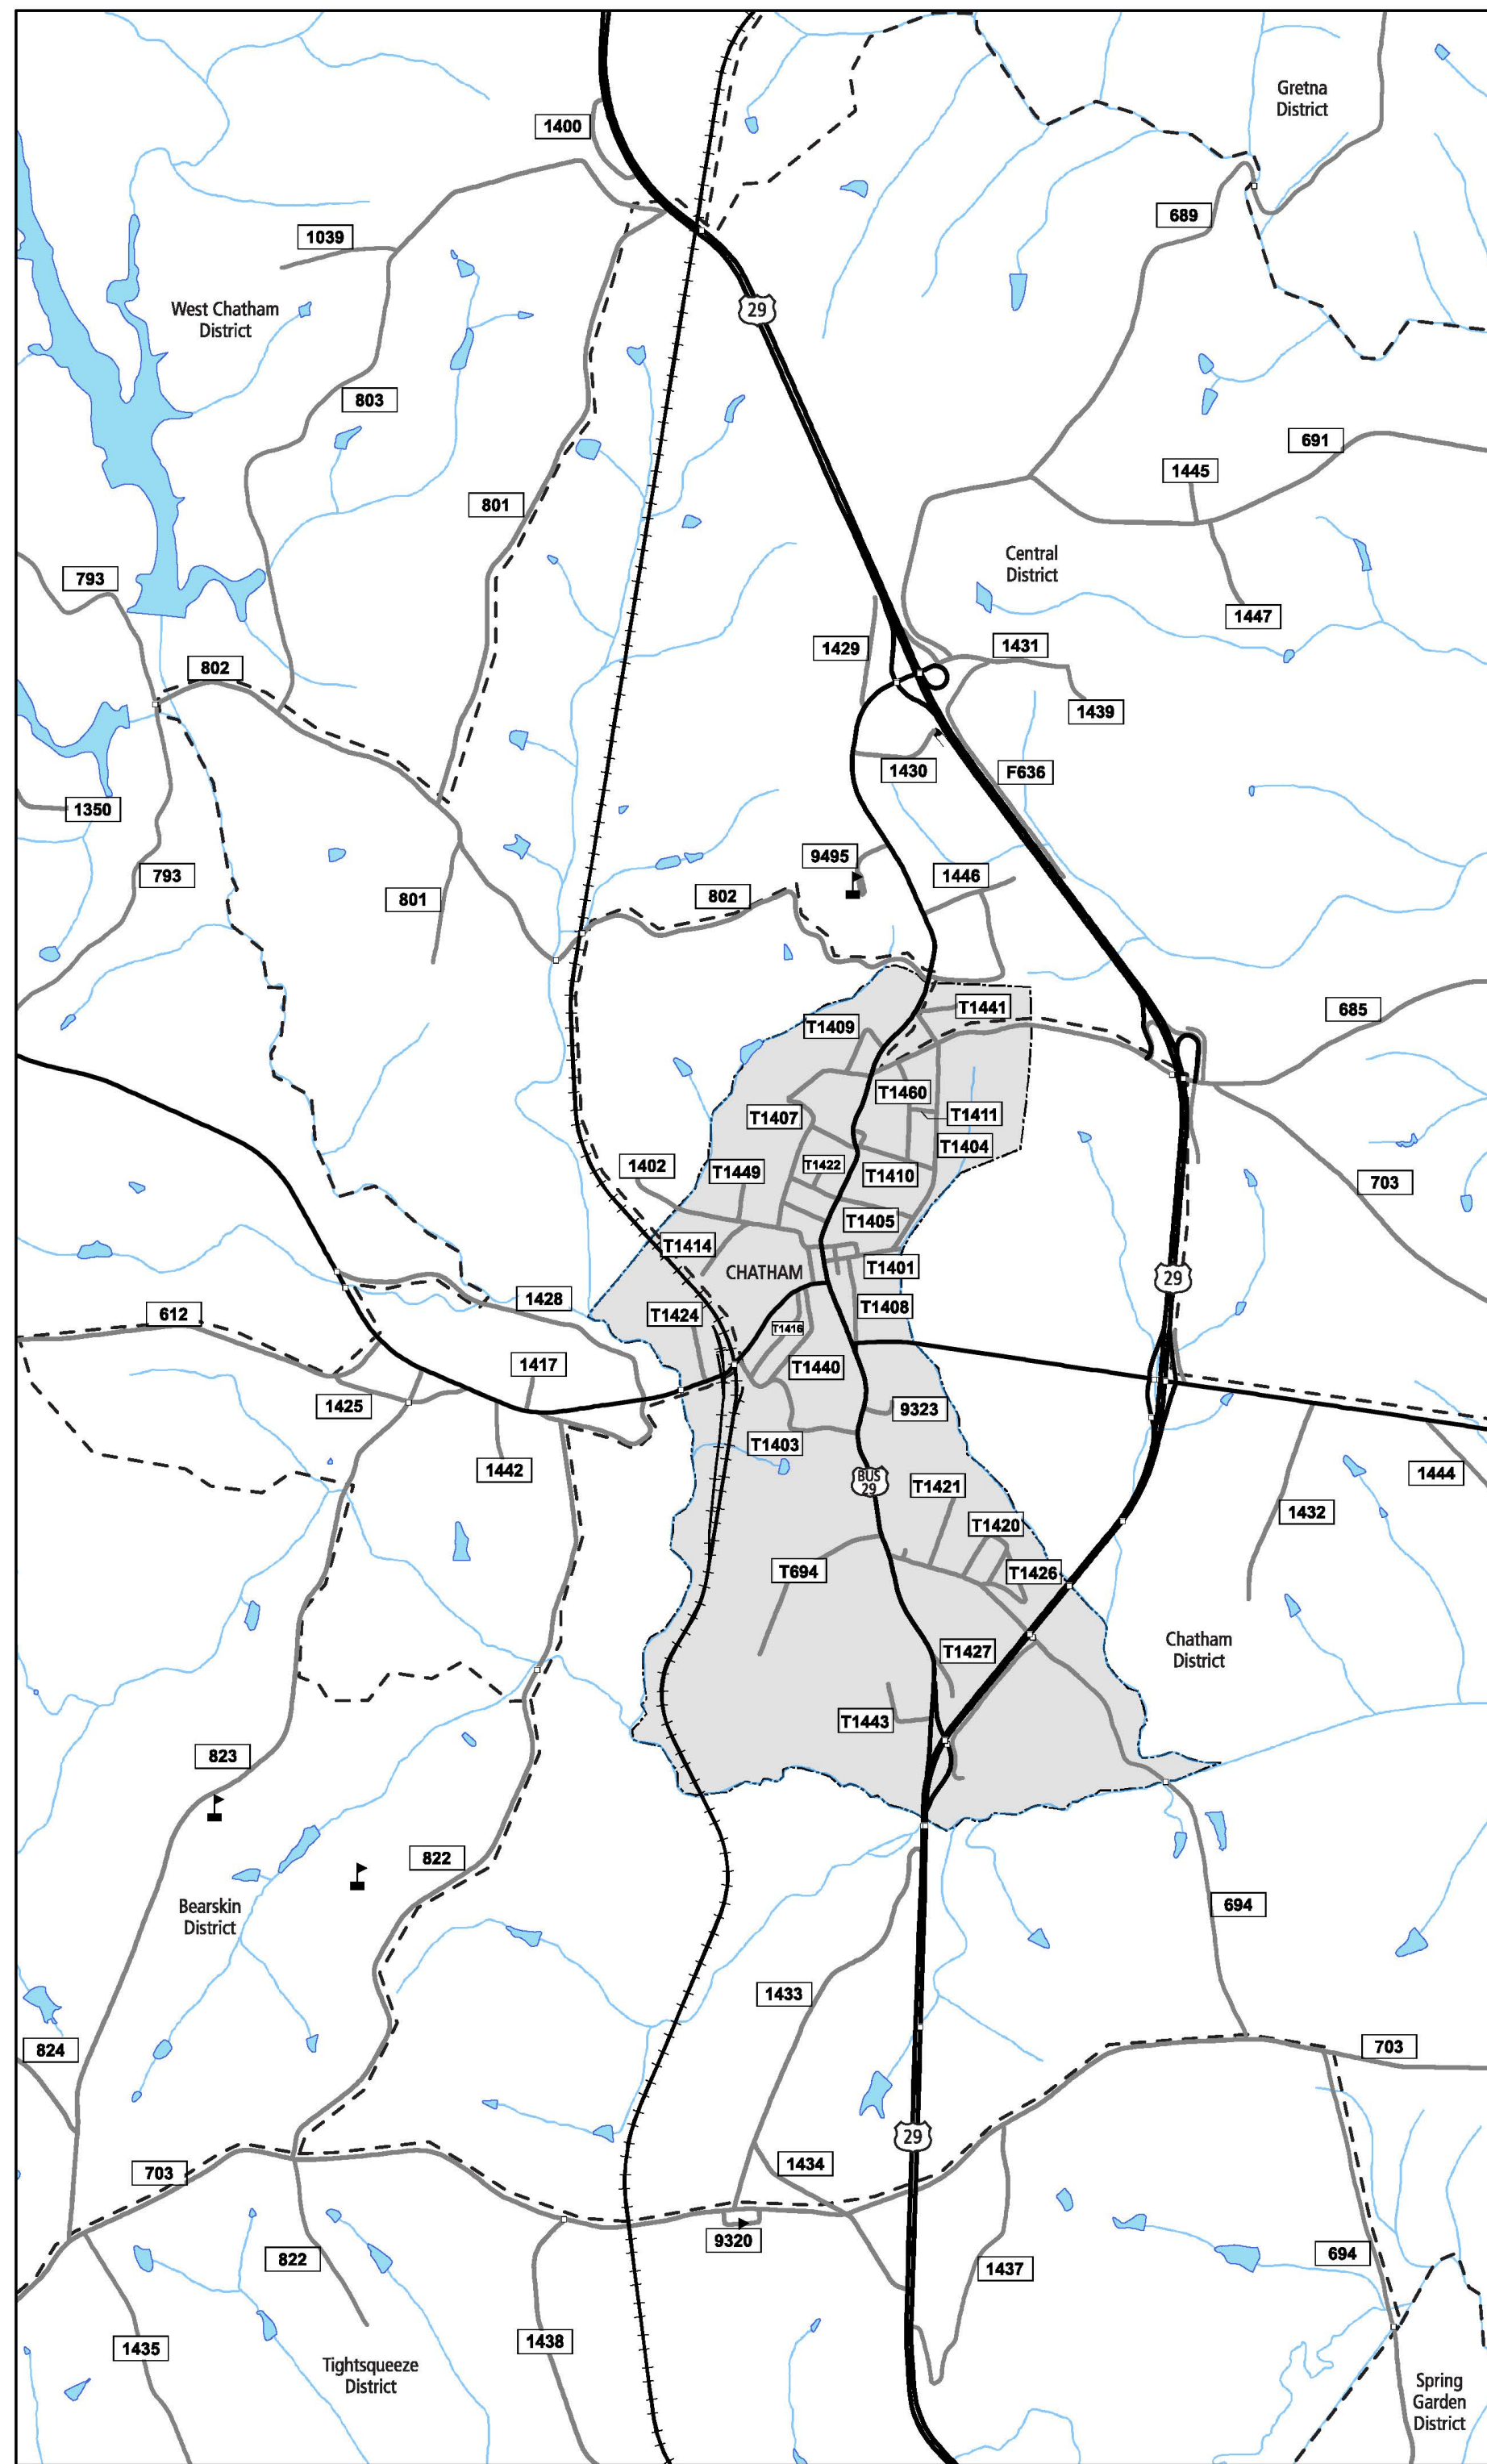 Gretna
District
1400
689
1039
West Chatham
District
29
803
691
1445
801
Central
District
793
1447
1429
1431
802
1439
1430
F636
1350
9495
793
1446
801
802
T1441
685
T1409
T1460
T1407
T1411
T1404
1402
T1449
T1422
T1410
703
T1405
T1414
CHATHAM
T1401
29
1428
T1408
612
T1424
T1416
1417
T1440
1425
9323
T1403
1442
BUS
29
T1421
1444
1432
T1420
T694
T1426
Chatham
District
T1427
T1443
823
822
Bearskin
District
694
1433
824
703
29
1434
703
9320
822
694
1437
1435
1438
Tightsqueeze
District
Spring
Garden
District